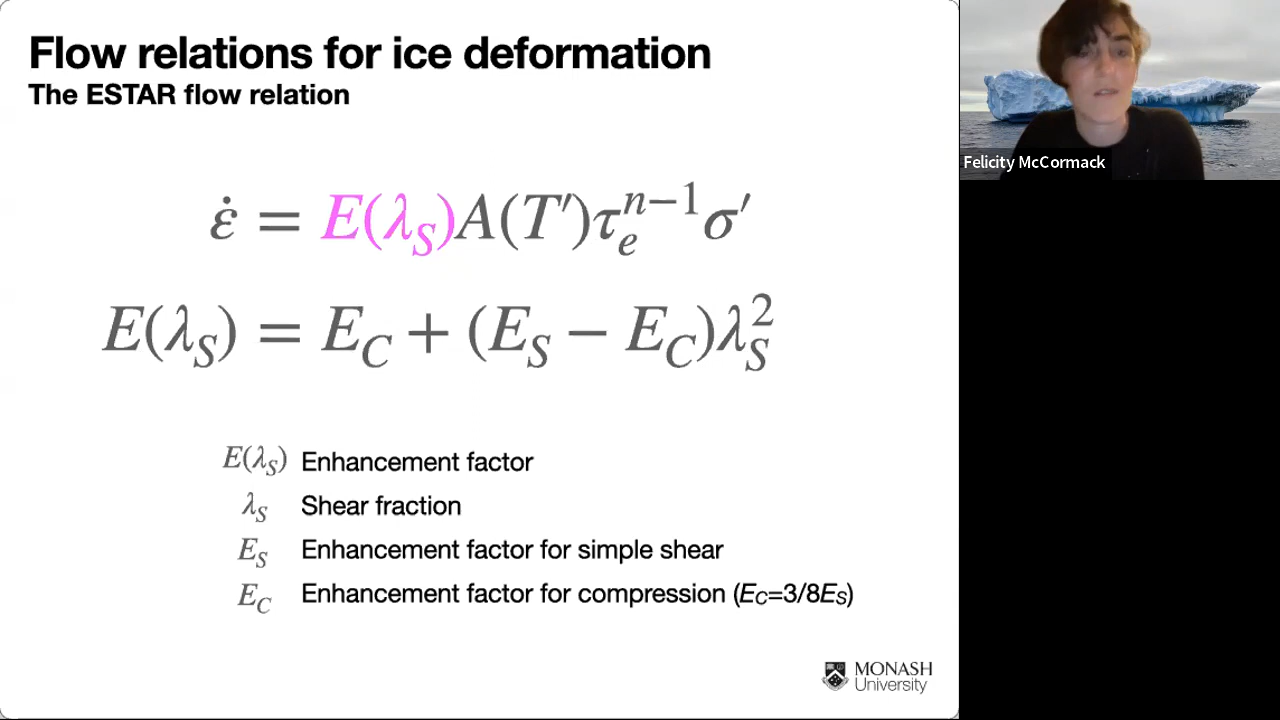 Flow relations for ice deformation
The ESTAR flow relation
ε̇ = E(λ_S)A(T′)τ_e^{n−1}σ′
E(λ_S) = E_C + (E_S − E_C)λ_S^2
E(λ_S) Enhancement factor
λ_S Shear fraction
E_S Enhancement factor for simple shear
E_C Enhancement factor for compression (E_C=3/8E_S)
MONASH
University
Felicity McCormack